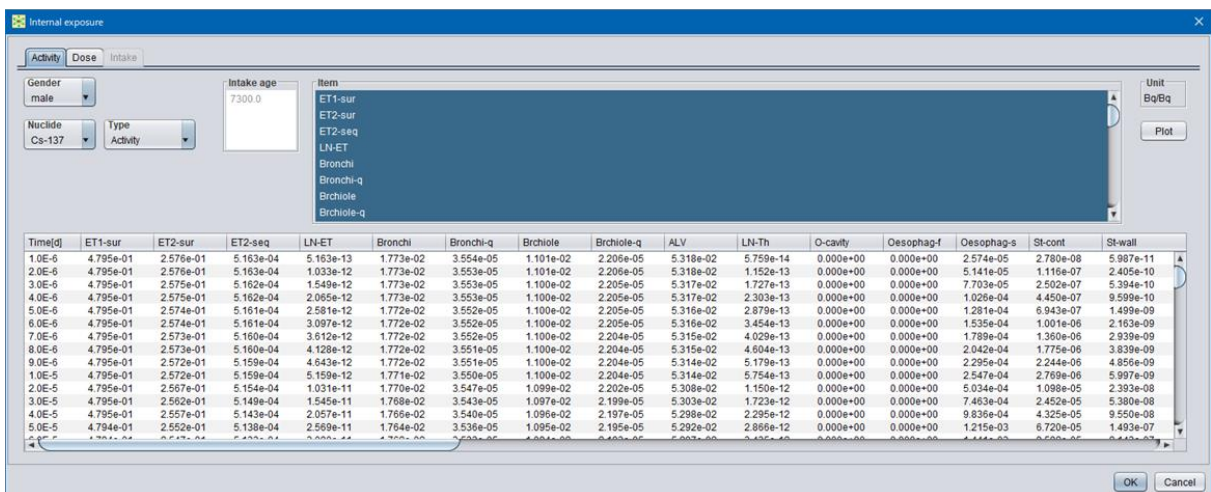 Internal exposure
Activity Dose Intake
Gender Intake age Item Unit
male 7300.0 ET1-sur Bq/Bq
ET2-sur
Nuclide Type ET2-seq
Cs-137 Activity LN-ET Plot
Bronchi
Bronchi-q
Brchiole
Brchiole-q
Time[d] ET1-sur ET2-sur ET2-seq LN-ET Bronchi Bronchi-q Brchiole Brchiole-q ALV LN-Th O-cavity Oesophag-f Oesophag-s St-cont St-wall
1.0E-6 4.795e-01 2.576e-01 5.163e-04 5.163e-13 1.773e-02 3.554e-05 1.101e-02 2.206e-05 5.318e-02 5.759e-14 0.000e+00 0.000e+00 2.574e-05 2.780e-08 5.987e-11
2.0E-6 4.795e-01 2.576e-01 5.163e-04 1.033e-12 1.773e-02 3.553e-05 1.101e-02 2.206e-05 5.318e-02 1.152e-13 0.000e+00 0.000e+00 5.141e-05 1.116e-07 2.405e-10
3.0E-6 4.795e-01 2.575e-01 5.162e-04 1.549e-12 1.773e-02 3.553e-05 1.100e-02 2.205e-05 5.317e-02 1.727e-13 0.000e+00 0.000e+00 7.703e-05 2.502e-07 5.394e-10
4.0E-6 4.795e-01 2.575e-01 5.162e-04 2.065e-12 1.773e-02 3.553e-05 1.100e-02 2.205e-05 5.317e-02 2.303e-13 0.000e+00 0.000e+00 1.026e-04 4.450e-07 9.599e-10
5.0E-6 4.795e-01 2.574e-01 5.161e-04 2.581e-12 1.772e-02 3.552e-05 1.100e-02 2.205e-05 5.316e-02 2.879e-13 0.000e+00 0.000e+00 1.281e-04 6.943e-07 1.499e-09
6.0E-6 4.795e-01 2.574e-01 5.161e-04 3.097e-12 1.772e-02 3.552e-05 1.100e-02 2.205e-05 5.316e-02 3.454e-13 0.000e+00 0.000e+00 1.535e-04 1.001e-06 2.163e-09
7.0E-6 4.795e-01 2.573e-01 5.160e-04 3.612e-12 1.772e-02 3.552e-05 1.100e-02 2.204e-05 5.315e-02 4.029e-13 0.000e+00 0.000e+00 1.789e-04 1.360e-06 2.939e-09
8.0E-6 4.795e-01 2.573e-01 5.160e-04 4.128e-12 1.772e-02 3.551e-05 1.100e-02 2.204e-05 5.315e-02 4.604e-13 0.000e+00 0.000e+00 2.042e-04 1.775e-06 3.839e-09
9.0E-6 4.795e-01 2.572e-01 5.159e-04 4.643e-12 1.772e-02 3.551e-05 1.100e-02 2.204e-05 5.314e-02 5.179e-13 0.000e+00 0.000e+00 2.295e-04 2.244e-06 4.856e-09
1.0E-5 4.795e-01 2.572e-01 5.159e-04 5.159e-12 1.771e-02 3.550e-05 1.100e-02 2.204e-05 5.314e-02 5.754e-13 0.000e+00 0.000e+00 2.547e-04 2.769e-06 5.997e-09
2.0E-5 4.795e-01 2.567e-01 5.154e-04 1.031e-11 1.770e-02 3.547e-05 1.099e-02 2.202e-05 5.308e-02 1.150e-12 0.000e+00 0.000e+00 5.034e-04 1.098e-05 2.393e-08
3.0E-5 4.795e-01 2.562e-01 5.149e-04 1.545e-11 1.768e-02 3.543e-05 1.097e-02 2.199e-05 5.303e-02 1.723e-12 0.000e+00 0.000e+00 7.463e-04 2.452e-05 5.380e-08
4.0E-5 4.795e-01 2.557e-01 5.143e-04 2.057e-11 1.766e-02 3.540e-05 1.096e-02 2.197e-05 5.298e-02 2.295e-12 0.000e+00 0.000e+00 9.836e-04 4.325e-05 9.550e-08
5.0E-5 4.794e-01 2.552e-01 5.138e-04 2.569e-11 1.764e-02 3.536e-05 1.095e-02 2.195e-05 5.292e-02 2.866e-12 0.000e+00 0.000e+00 1.215e-03 6.720e-05 1.493e-07
OK Cancel